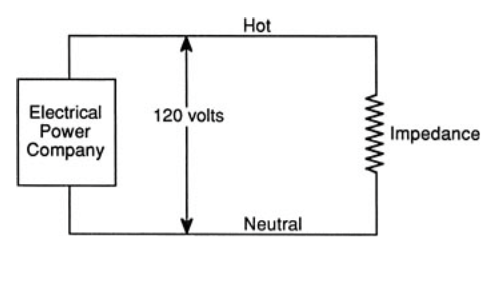 Hot
Electrical
Power
Company
120 volts
Impedance
Neutral